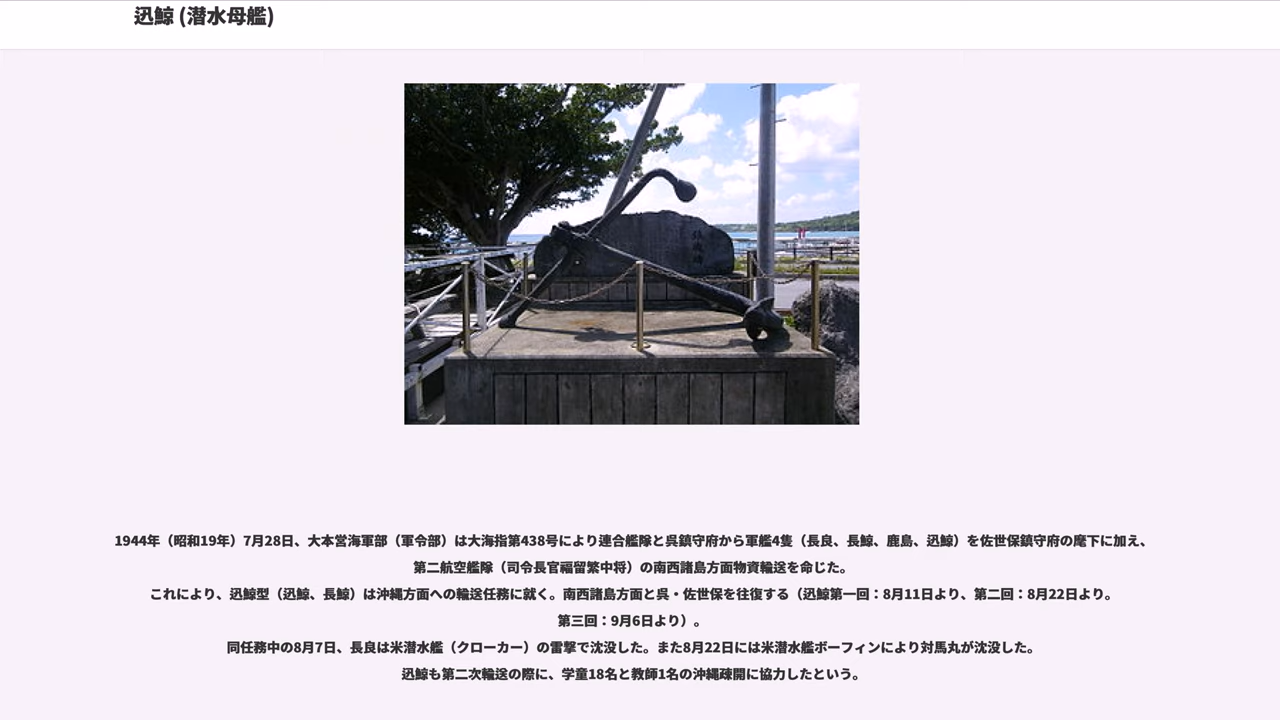 迅鯨 (潜水母艦)
1944年（昭和19年）7月28日、大本営海軍部（軍令部）は大海指第438号により連合艦隊と呉鎮守府から軍艦4隻（長良、長鯨、鹿島、迅鯨）を佐世保鎮守府の麾下に加え、
第二航空艦隊（司令長官福留繁中将）の南西諸島方面物資輸送を命じた。
これにより、迅鯨型（迅鯨、長鯨）は沖縄方面への輸送任務に就く。南西諸島方面と呉・佐世保を往復する（迅鯨第一回：8月11日より、第二回：8月22日より。
第三回：9月6日より）。
同任務中の8月7日、長良は米潜水艦（クローカー）の雷撃で沈没した。また8月22日には米潜水艦ボーフィンにより対馬丸が沈没した。
迅鯨も第二次輸送の際に、学童18名と教師1名の沖縄疎開に協力したという。